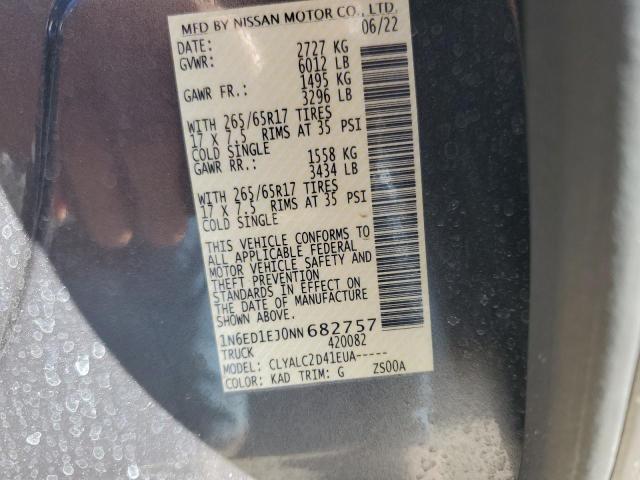 MFD BY NISSAN MOTOR CO., LTD.
DATE: 06/22
GVWR: 2727 KG
6012 LB
GAWR FR.: 1495 KG
3296 LB
WITH 265/65R17 TIRES
17 X 7.5 RIMS AT 35 PSI
COLD SINGLE
GAWR RR.: 1558 KG
3434 LB
WITH 265/65R17 TIRES
17 X 7.5 RIMS AT 35 PSI
COLD SINGLE
THIS VEHICLE CONFORMS TO
ALL APPLICABLE FEDERAL
MOTOR VEHICLE SAFETY AND
THEFT PREVENTION
STANDARDS IN EFFECT ON
THE DATE OF MANUFACTURE
SHOWN ABOVE.
1N6ED1EJ0NN682757
TRUCK 420082
MODEL: CLYALC2D41EUA-----
COLOR: KAD TRIM: G ZS00A